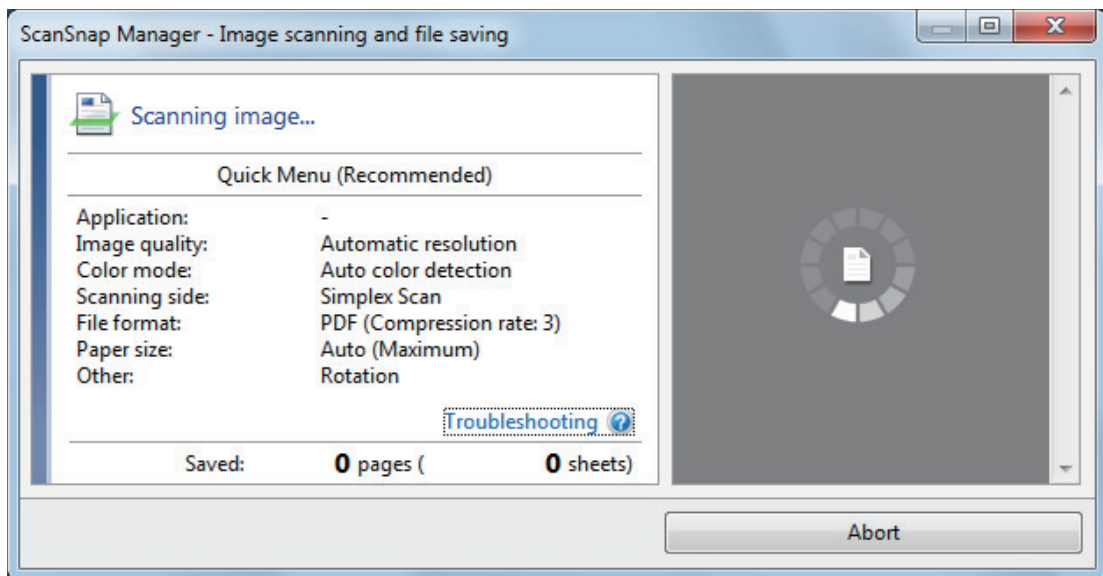 ScanSnap Manager - Image scanning and file saving
Scanning image...
Quick Menu (Recommended)
Application: -
Image quality: Automatic resolution
Color mode: Auto color detection
Scanning side: Simplex Scan
File format: PDF (Compression rate: 3)
Paper size: Auto (Maximum)
Other: Rotation
Troubleshooting ?
Saved: 0 pages ( 0 sheets)
Abort